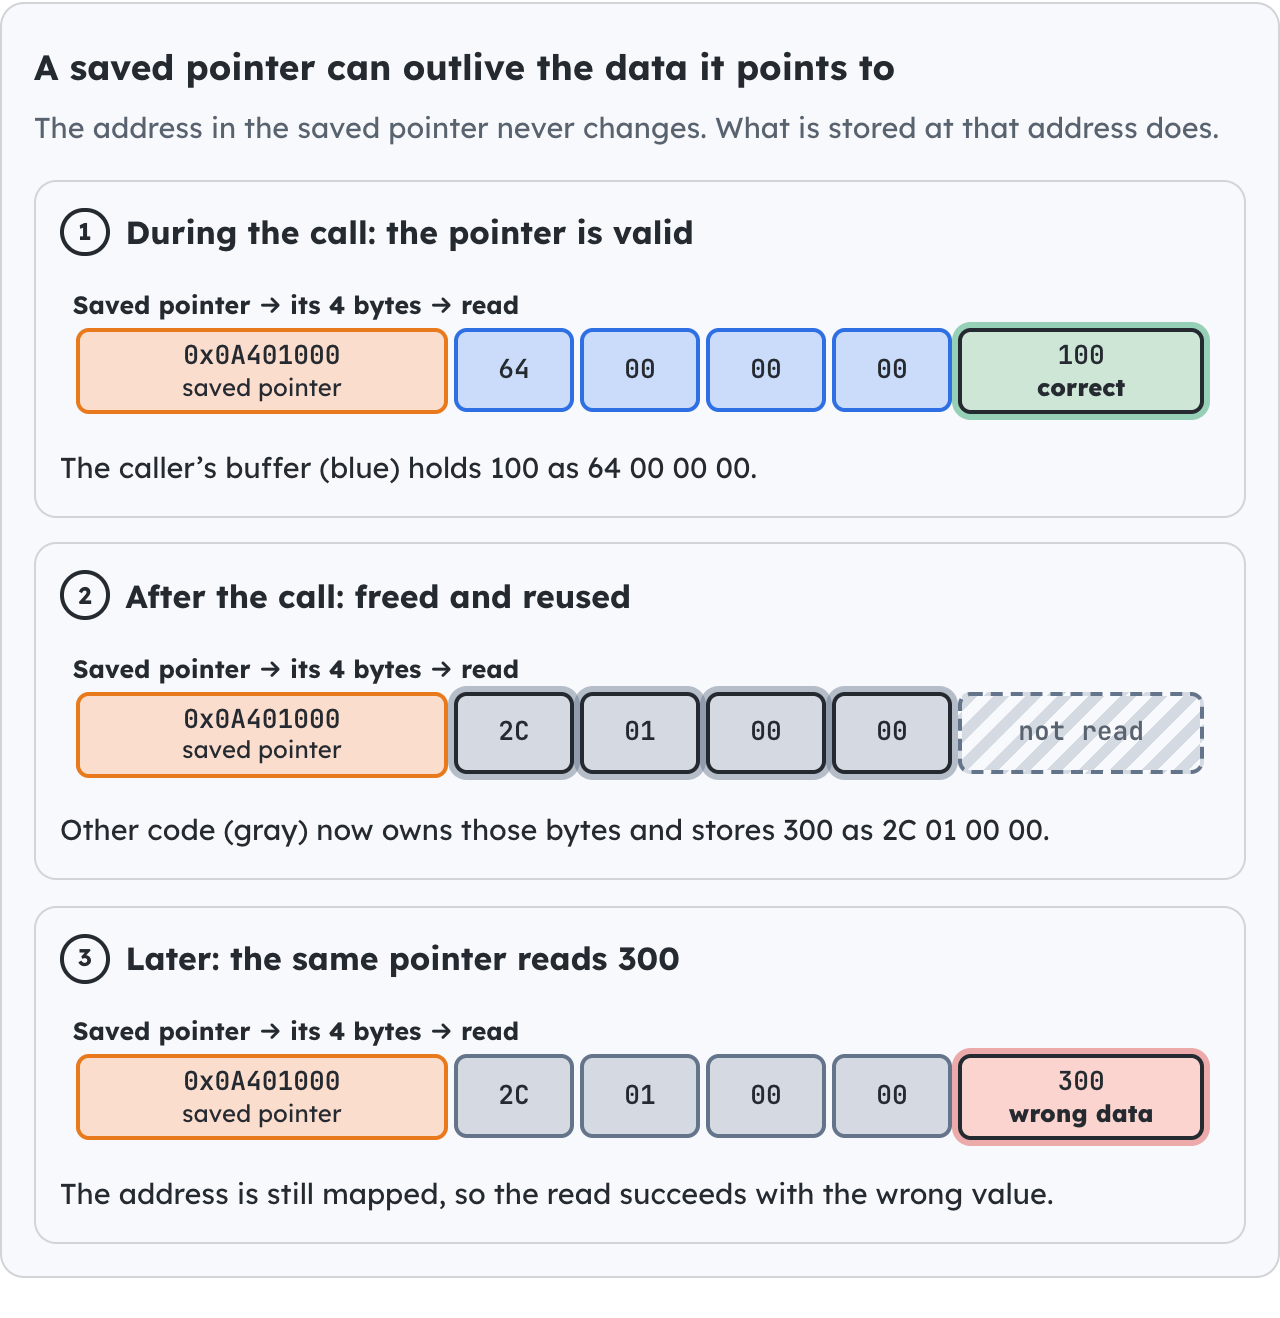 A saved pointer can outlive the data it points to
The address in the saved pointer never changes. What is stored at that address does.
1 During the call: the pointer is valid
Saved pointer → its 4 bytes → read
0x0A401000
saved pointer
64 00 00 00
100
correct
The caller’s buffer (blue) holds 100 as 64 00 00 00.
2 After the call: freed and reused
Saved pointer → its 4 bytes → read
0x0A401000
saved pointer
2C 01 00 00
not read
Other code (gray) now owns those bytes and stores 300 as 2C 01 00 00.
3 Later: the same pointer reads 300
Saved pointer → its 4 bytes → read
0x0A401000
saved pointer
2C 01 00 00
300
wrong data
The address is still mapped, so the read succeeds with the wrong value.